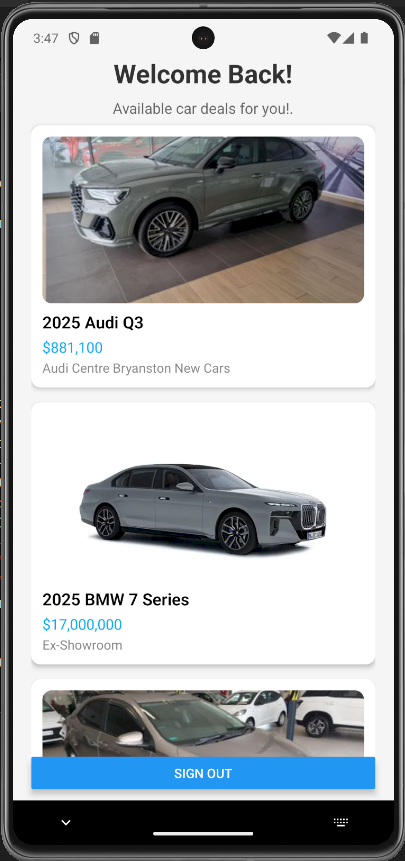 3:47
Welcome Back!
Available car deals for you!.
2025 Audi Q3
$881,100
Audi Centre Bryanston New Cars
2025 BMW 7 Series
$17,000,000
Ex-Showroom
SIGN OUT